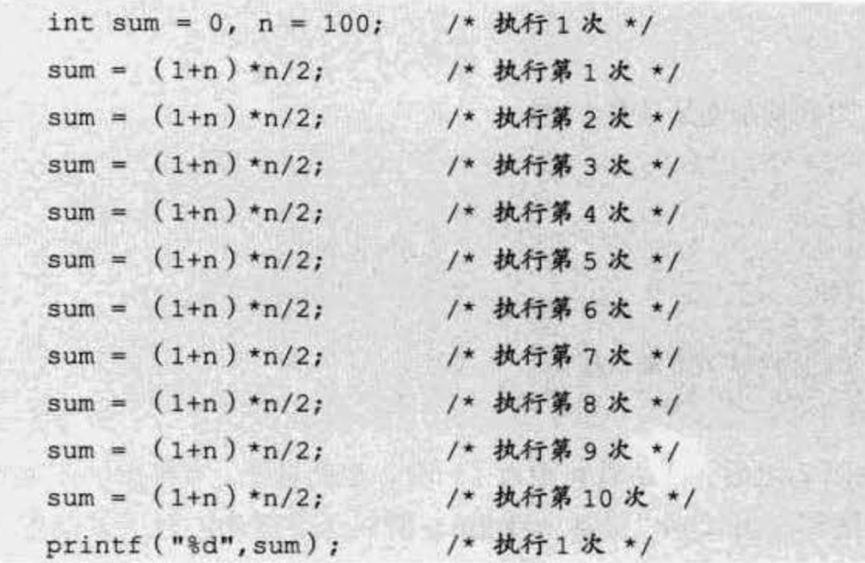 int sum = 0, n = 100; /* 执行1次 */
sum = (1+n)*n/2; /* 执行第1次 */
sum = (1+n)*n/2; /* 执行第2次 */
sum = (1+n)*n/2; /* 执行第3次 */
sum = (1+n)*n/2; /* 执行第4次 */
sum = (1+n)*n/2; /* 执行第5次 */
sum = (1+n)*n/2; /* 执行第6次 */
sum = (1+n)*n/2; /* 执行第7次 */
sum = (1+n)*n/2; /* 执行第8次 */
sum = (1+n)*n/2; /* 执行第9次 */
sum = (1+n)*n/2; /* 执行第10次 */
printf("%d",sum); /* 执行1次 */